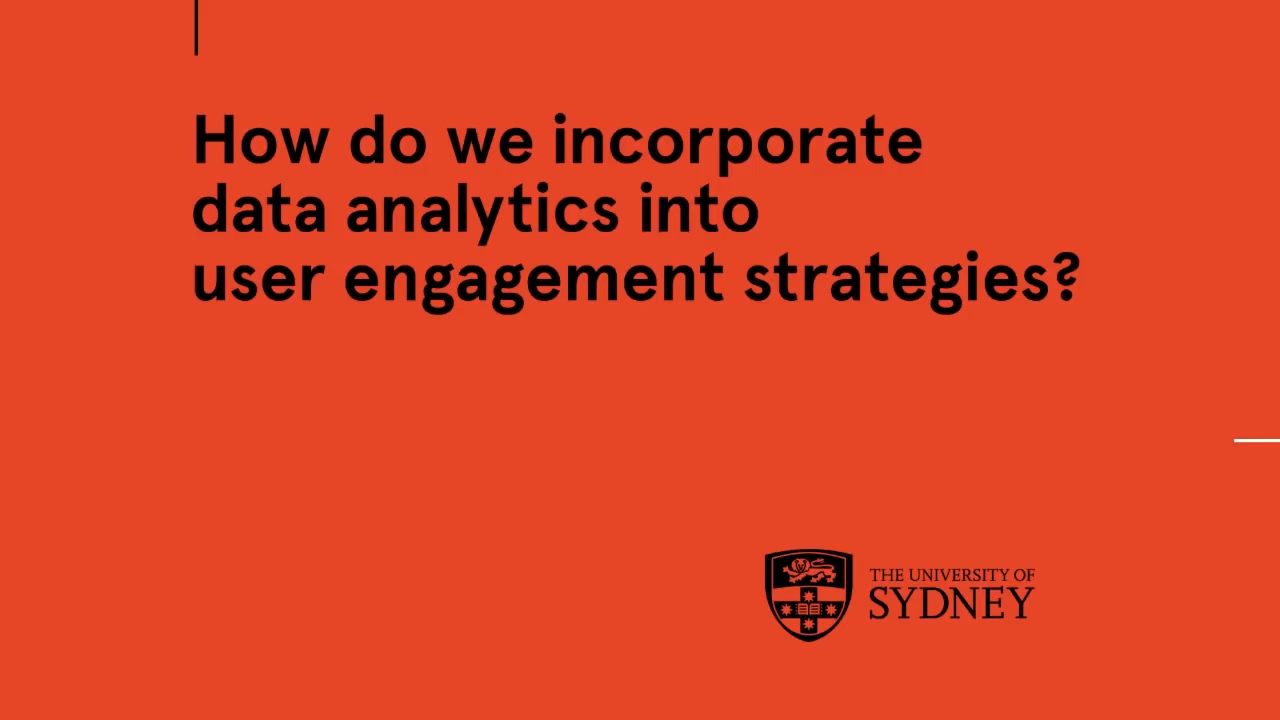 How do we incorporate
data analytics into
user engagement strategies?
THE UNIVERSITY OF
SYDNEY